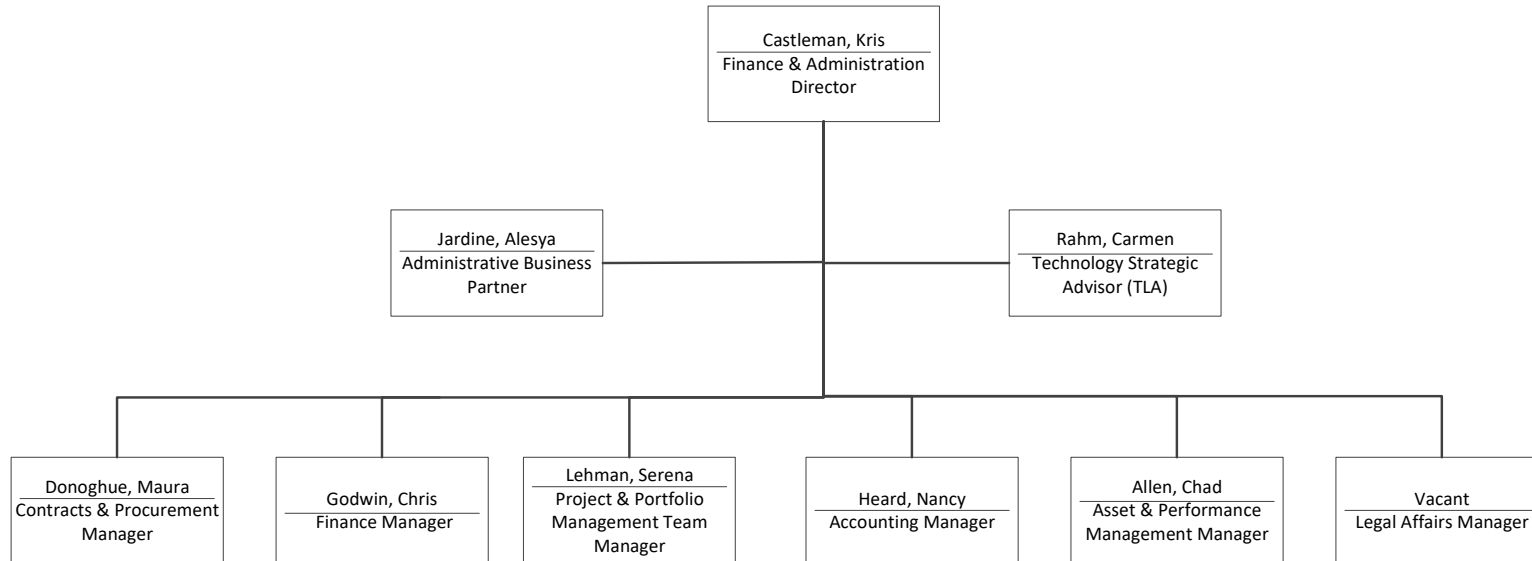 Castleman, Kris
Finance & Administration
Director
Jardine, Alesya
Administrative Business
Partner
Rahm, Carmen
Technology Strategic
Advisor (TLA)
Donoghue, Maura
Contracts & Procurement
Manager
Godwin, Chris
Finance Manager
Lehman, Serena
Project & Portfolio
Management Team
Manager
Heard, Nancy
Accounting Manager
Allen, Chad
Asset & Performance
Management Manager
Vacant
Legal Affairs Manager